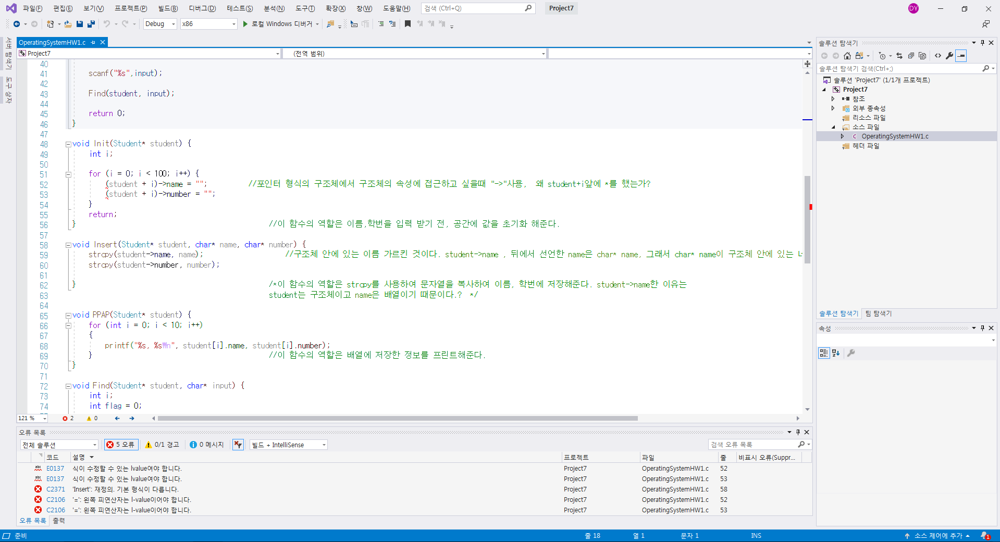 파일(F) 편집(E) 보기(V) 프로젝트(P) 빌드(B) 디버그(D) 테스트(S) 분석(N) 도구(T) 확장(X) 창(W) 도움말(H) 검색 (Ctrl+Q) Project7 DY
Debug x86 로컬 Windows 디버거
서버 탐색기
도구 상자
OperatingSystemHW1.c
Project7 (전역 범위)
40
41 scanf("%s",input);
42
43 Find(student, input);
44
45 return 0;
46 }
47
48 void Init(Student* student) {
49 int i;
50
51 for (i = 0; i < 100; i++) {
52 (student + i)->name = ""; //포인터 형식의 구조체에서 구조체의 속성에 접근하고 싶을때 "->"사용, 왜 student+i앞에 *를 했는가?
53 (student + i)->number = "";
54 }
55 return;
56 } //이 함수의 역할은 이름,학번을 입력 받기 전, 공간에 값을 초기화 해준다.
57
58 void Insert(Student* student, char* name, char* number) {
59 strcpy(student->name, name); //구조체 안에 있는 이름 가르킨 것이다. student->name , 뒤에서 선언한 name은 char* name, 그래서 char* name이 구조체 안에 있는
60 strcpy(student->number, number);
61
62 } /*이 함수의 역할은 strcpy를 사용하여 문자열을 복사하여 이름, 학번에 저장해준다. student->name한 이유는
63 student는 구조체이고 name은 배열이기 때문이다.? */
64
65 void PPAP(Student* student) {
66 for (int i = 0; i < 10; i++)
67 {
68 printf("%s, %s₩n", student[i].name, student[i].number);
69 } //이 함수의 역할은 배열에 저장한 정보를 프린트해준다.
70 }
71
72 void Find(Student* student, char* input) {
73 int i;
74 int flag = 0;
121 % 2 0
오류 목록
전체 솔루션 5 오류 0/1 경고 0 메시지 빌드 + IntelliSense 검색 오류 목록
코드 설명 프로젝트 파일 줄 비표시 오류(Suppr...
E0137 식이 수정할 수 있는 lvalue여야 합니다. Project7 OperatingSystemHW1.c 52
E0137 식이 수정할 수 있는 lvalue여야 합니다. Project7 OperatingSystemHW1.c 53
C2371 'Insert': 재정의. 기본 형식이 다릅니다. Project7 OperatingSystemHW1.c 58
C2106 '=': 왼쪽 피연산자는 l-value이어야 합니다. Project7 OperatingSystemHW1.c 52
C2106 '=': 왼쪽 피연산자는 l-value이어야 합니다. Project7 OperatingSystemHW1.c 53
오류 목록 출력
솔루션 탐색기
솔루션 탐색기 검색(Ctrl+;)
솔루션 'Project7' (1/1개 프로젝트)
Project7
참조
외부 종속성
리소스 파일
소스 파일
OperatingSystemHW1.c
헤더 파일
솔루션 탐색기 팀 탐색기
속성
준비 줄 18 열 1 문자 1 INS 소스 제어에 추가 1